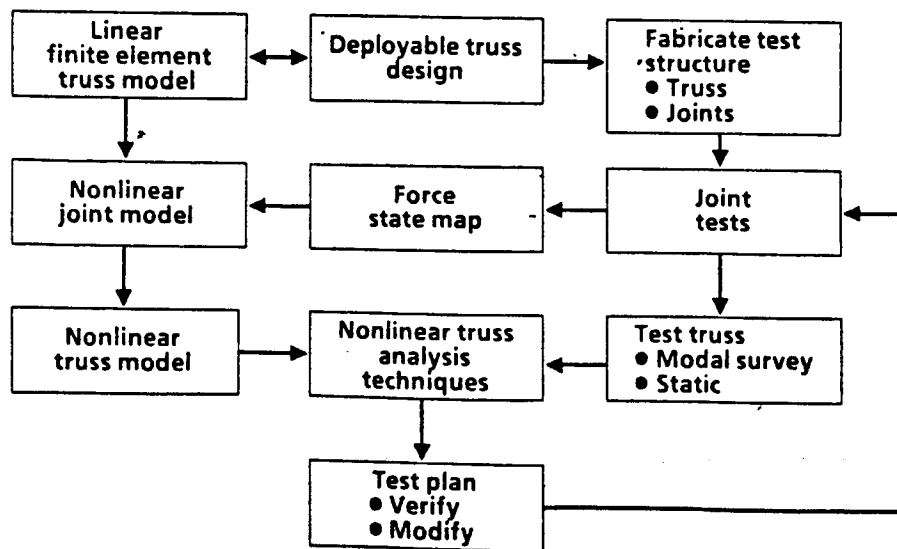 Linear
finite element
truss model
Deployable truss
design
Fabricate test
structure
● Truss
● Joints
Nonlinear
joint model
Force
state map
Joint
tests
Nonlinear
truss model
Nonlinear truss
analysis
techniques
Test truss
● Modal survey
● Static
Test plan
● Verify
● Modify